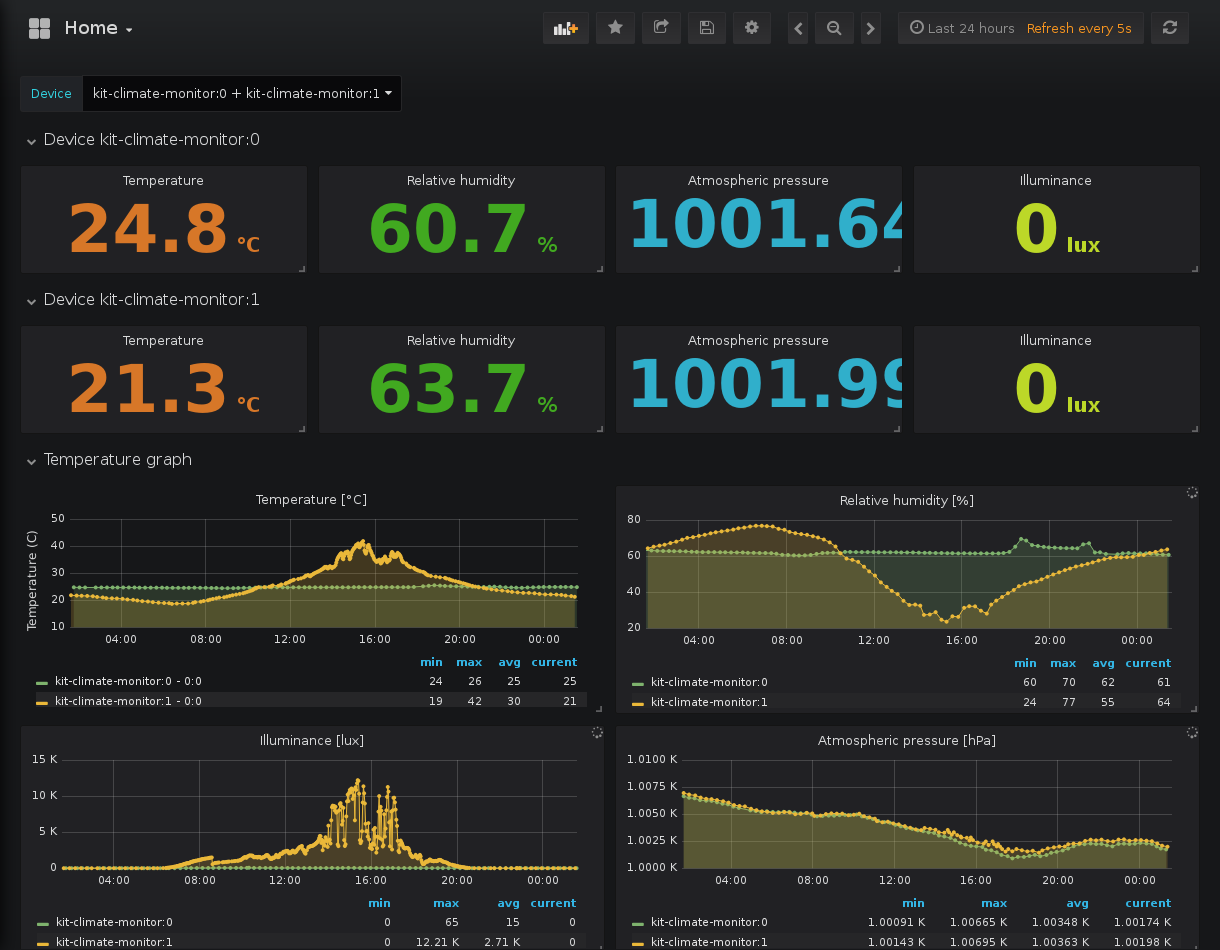 Home
Last 24 hours Refresh every 5s
Device kit-climate-monitor:0 + kit-climate-monitor:1
Device kit-climate-monitor:0
Temperature Relative humidity Atmospheric pressure Illuminance
24.8 °C 60.7 % 1001.64 0 lux
Device kit-climate-monitor:1
Temperature Relative humidity Atmospheric pressure Illuminance
21.3 °C 63.7 % 1001.99 0 lux
Temperature graph
Temperature [°C]
Temperature (C)
50
40
30
20
10
04:00 08:00 12:00 16:00 20:00 00:00
min max avg current
kit-climate-monitor:0 - 0:0 24 26 25 25
kit-climate-monitor:1 - 0:0 19 42 30 21
Relative humidity [%]
80
60
40
20
04:00 08:00 12:00 16:00 20:00 00:00
min max avg current
kit-climate-monitor:0 60 70 62 61
kit-climate-monitor:1 24 77 55 64
Illuminance [lux]
15 K
10 K
5 K
0
04:00 08:00 12:00 16:00 20:00 00:00
min max avg current
kit-climate-monitor:0 0 65 15 0
kit-climate-monitor:1 0 12.21 K 2.71 K 0
Atmospheric pressure [hPa]
1.0100 K
1.0075 K
1.0050 K
1.0025 K
1.0000 K
04:00 08:00 12:00 16:00 20:00 00:00
min max avg current
kit-climate-monitor:0 1.00091 K 1.00665 K 1.00348 K 1.00174 K
kit-climate-monitor:1 1.00143 K 1.00695 K 1.00363 K 1.00198 K